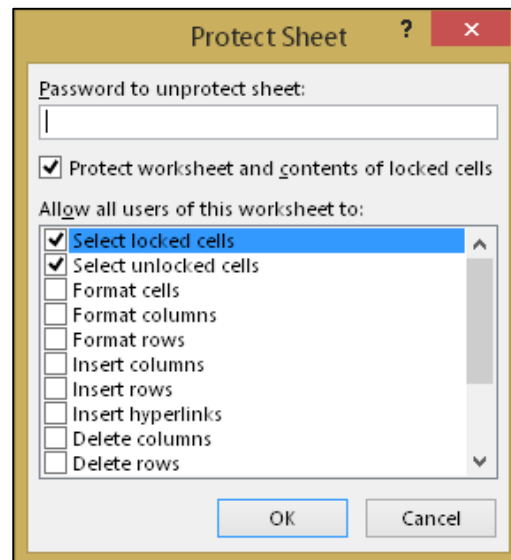 Protect Sheet
?
Password to unprotect sheet:
Protect worksheet and contents of locked cells
Allow all users of this worksheet to:
Select locked cells
Select unlocked cells
Format cells
Format columns
Format rows
Insert columns
Insert rows
Insert hyperlinks
Delete columns
Delete rows
OK Cancel